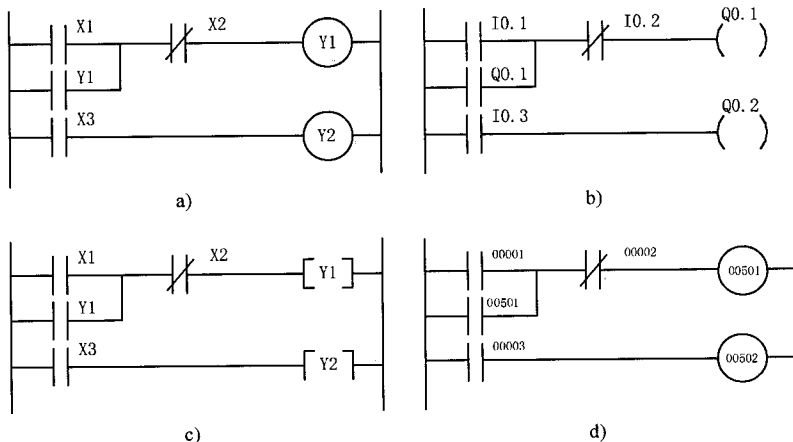 X1
X2
Y1
Y1
X3
Y2
a)
I0.1
I0.2
Q0.1
Q0.1
I0.3
Q0.2
b)
X1
X2
Y1
Y1
X3
Y2
c)
00001
00002
00501
00501
00003
00502
d)